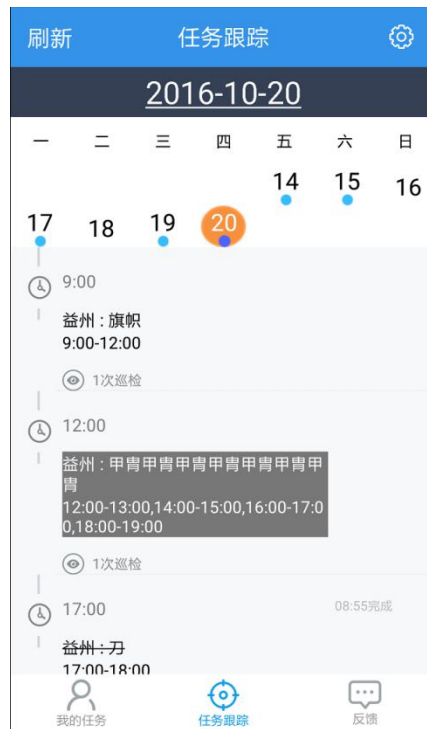 刷新 任务跟踪
2016-10-20
一 二 三 四 五 六 日
14 15 16
17 18 19 20
9:00
益州 : 旗帜
9:00-12:00
1次巡检
12:00
益州 : 甲胄甲胄甲胄甲胄甲胄甲胄甲
胄
12:00-13:00,14:00-15:00,16:00-17:0
0,18:00-19:00
1次巡检
17:00 08:55完成
益州 : 刀
17:00-18:00
我的任务 任务跟踪 反馈